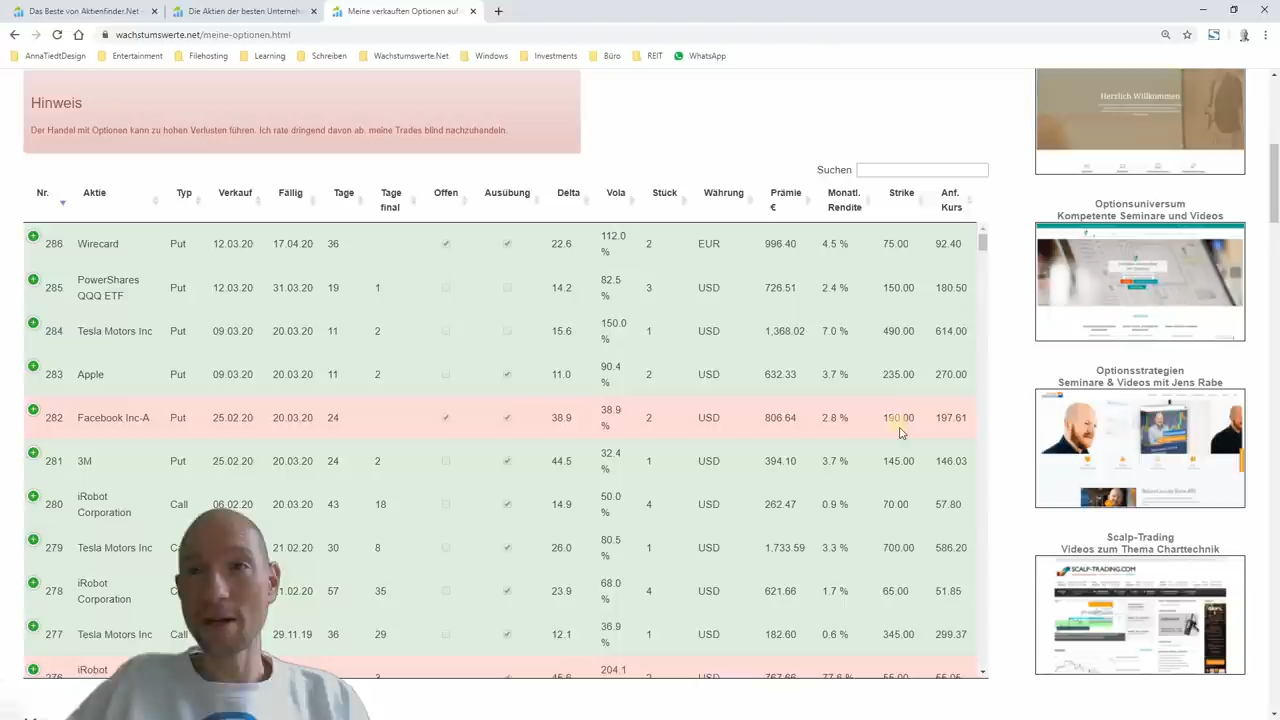 Das Beste von Aktienfinder.Net -
Die Aktien der besten Unterneh
Meine verkauften Optionen auf
wachstumswerte.net/meine-optionen.html
AnnaTiedtDesign Entertainment Filehosting Learning Schreiben Wachstumswerte.Net Windows Investments Büro REIT WhatsApp
Hinweis
Der Handel mit Optionen kann zu hohen Verlusten führen. Ich rate dringend davon ab, meine Trades blind nachzuhandeln.
Suchen
Nr. Aktie Typ Verkauf Fällig Tage Tage final Offen Ausübung Delta Vola Stück Währung Prämie € Monatl. Rendite Strike Anf. Kurs
286 Wirecard Put 12.03.20 17.04.20 36 22.6 112.0 % 2 EUR 996.40 4.5 % 75.00 92.40
285 PowerShares QQQ ETF Put 12.03.20 31.03.20 19 1 14.2 82.5 % 3 USD 726.51 2.4 % 150.00 180.50
284 Tesla Motors Inc Put 09.03.20 20.03.20 11 2 15.6 150.0 % 1 USD 1,368.02 7.0 % 490.00 614.00
283 Apple Put 09.03.20 20.03.20 11 2 11.0 90.4 % 2 USD 632.33 3.7 % 235.00 270.00
282 Facebook Inc-A Put 25.02.20 20.03.20 24 38.9 38.9 % 2 USD 806.64 2.8 % 197.61
281 3M Put 25.02.20 20.03.20 24 2 44.5 32.4 % 1 USD 394.10 3.7 % 145.00 146.03
280 iRobot Corporation Call 06.02.20 20.03.20 43 18 14.9 50.0 % 4 USD 262.47 0.9 % 70.00 57.80
279 Tesla Motors Inc 21.02.20 30 8 26.0 80.5 % 1 USD 1.733.59 3.3 % 700.00 586.20
278 iRobot Corporation 57 23.9 68.0 % USD 621.66 1.7 % 65.00 51.85
277 Tesla Motors Inc 29.11.19 36 29 12.1 36.9 % 1 USD 182.60 0.6 % 345.00
Robot 204.1
Herzlich Willkommen
Optionsuniversum
Kompetente Seminare und Videos
Optionsstrategien
Seminare & Videos mit Jens Rabe
Scalp-Trading
Videos zum Thema Charttechnik
SCALP-TRADING.COM